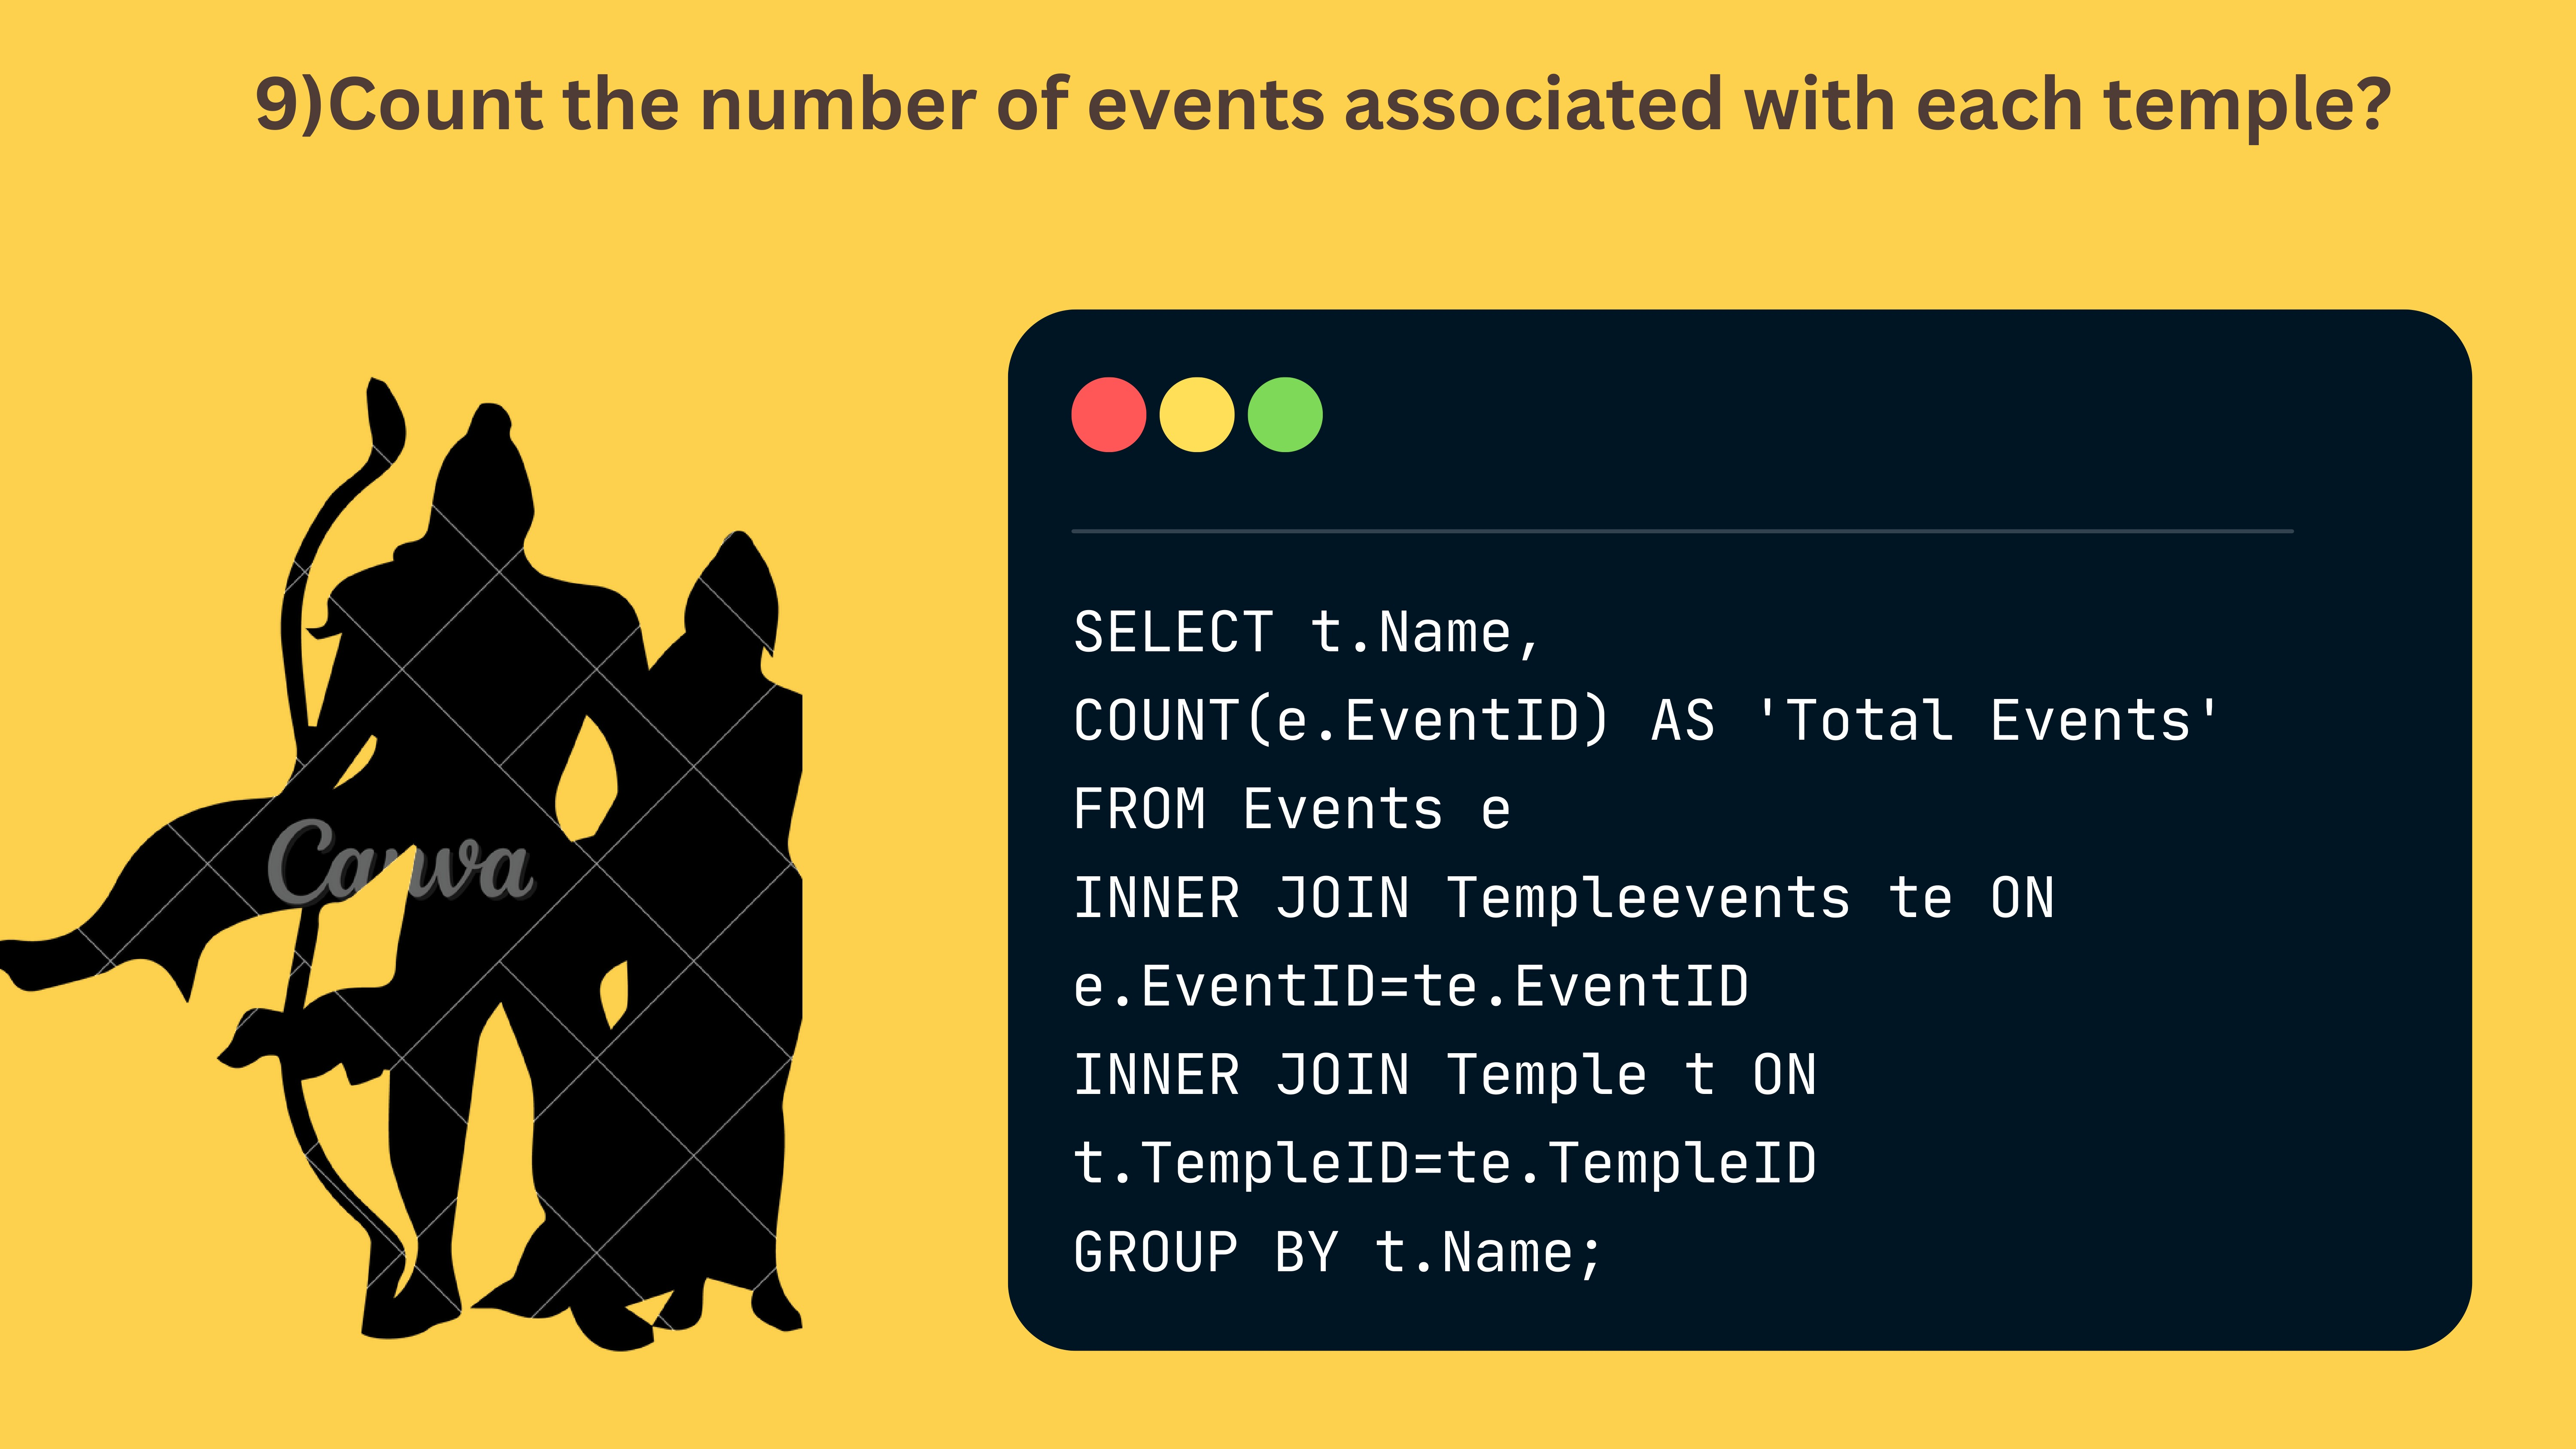 9)Count the number of events associated with each temple?
Canva
SELECT t.Name,
COUNT(e.EventID) AS 'Total Events'
FROM Events e
INNER JOIN Templeevents te ON
e.EventID=te.EventID
INNER JOIN Temple t ON
t.TempleID=te.TempleID
GROUP BY t.Name;